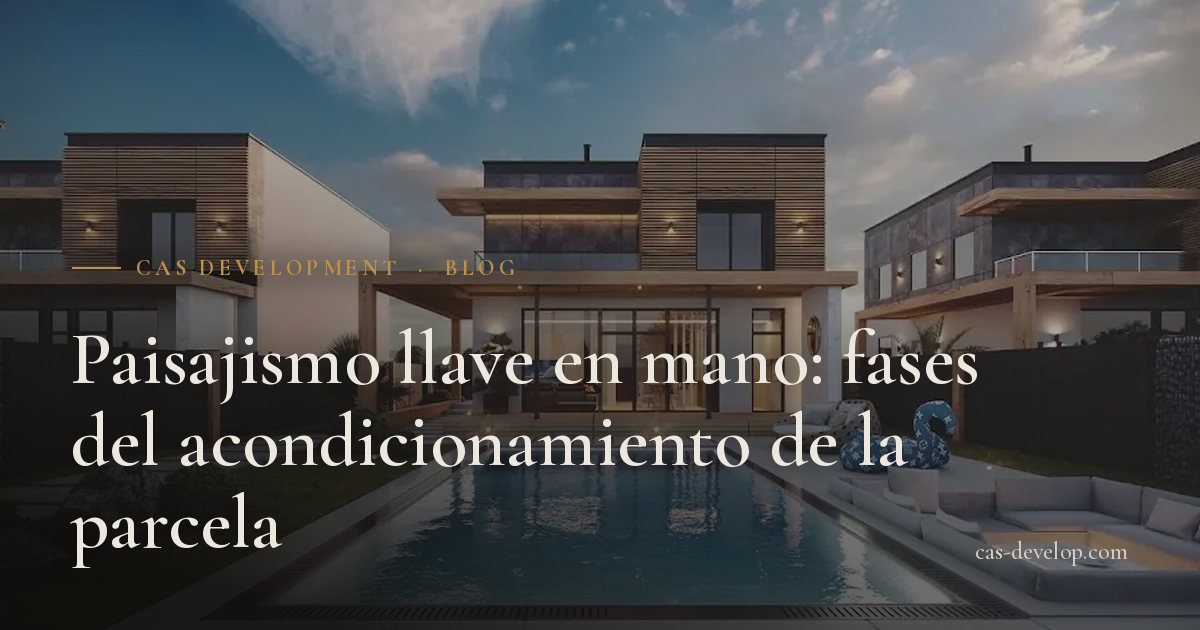 CAS DEVELOPMENT · BLOG
Paisajismo llave en mano: fases
del acondicionamiento de la
parcela
cas-develop.com